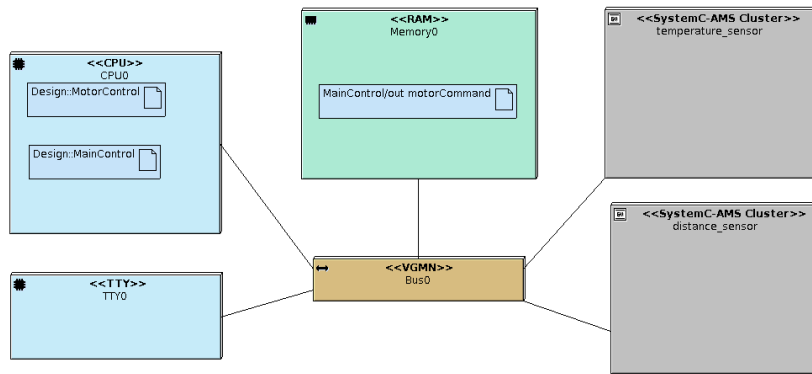 <<CPU>>
CPU0
Design::MotorControl
Design::MainControl
<<RAM>>
Memory0
MainControl/out motorCommand
<<SystemC-AMS Cluster>>
temperature_sensor
<<SystemC-AMS Cluster>>
distance_sensor
<<TTY>>
TTY0
<<VGMN>>
Bus0